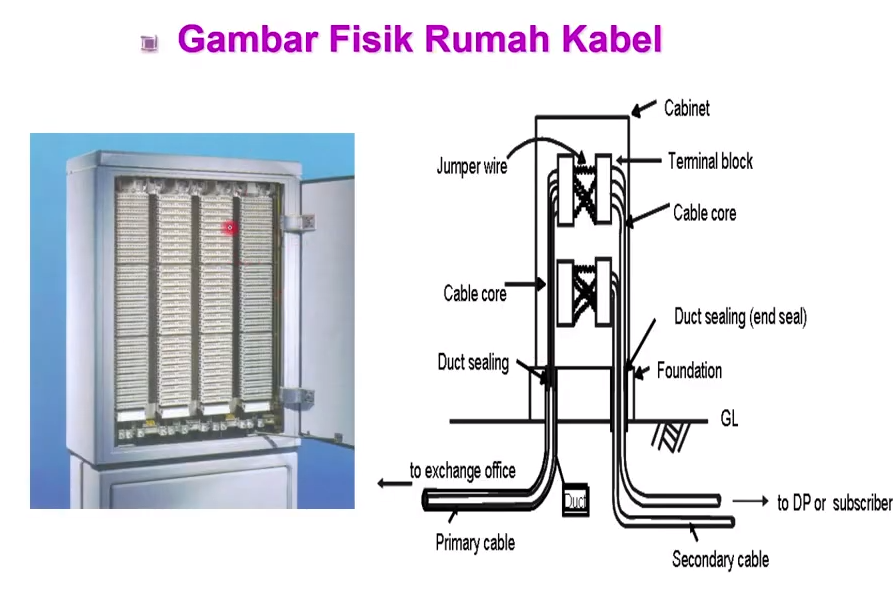 Gambar Fisik Rumah Kabel
Cabinet
Jumper wire
Terminal block
Cable core
Cable core
Duct sealing (end seal)
Duct sealing
Foundation
GL
to exchange office
Duct
to DP or subscriber
Primary cable
Secondary cable